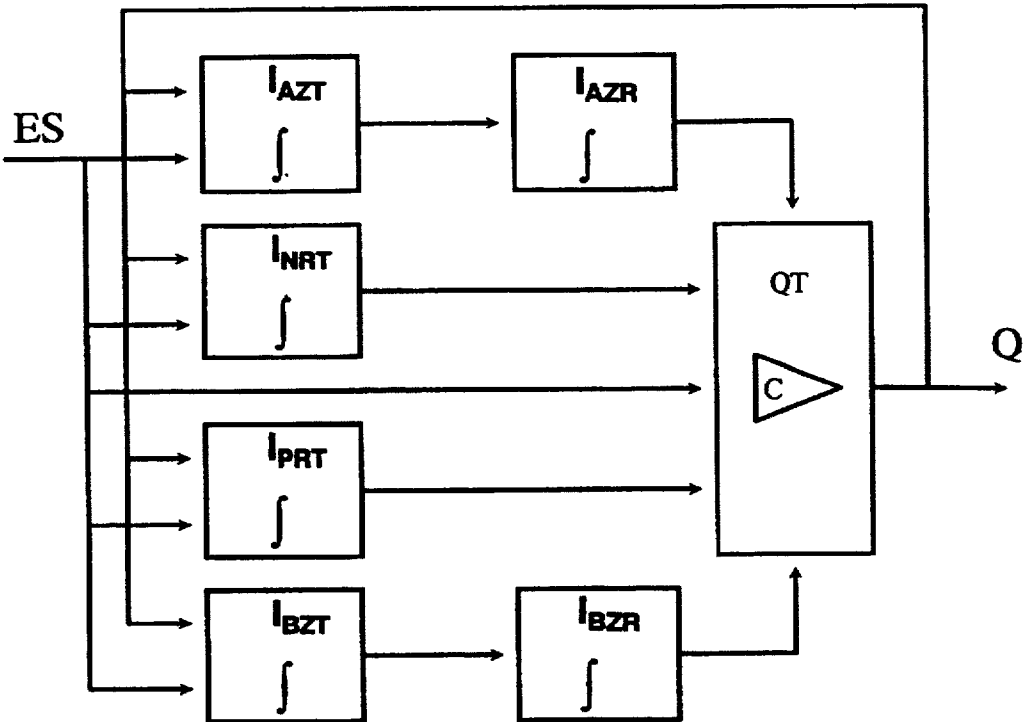 ES
I_AZT
∫
I_AZR
∫
I_NRT
∫
QT
C
Q
I_PRT
∫
I_BZT
∫
I_BZR
∫